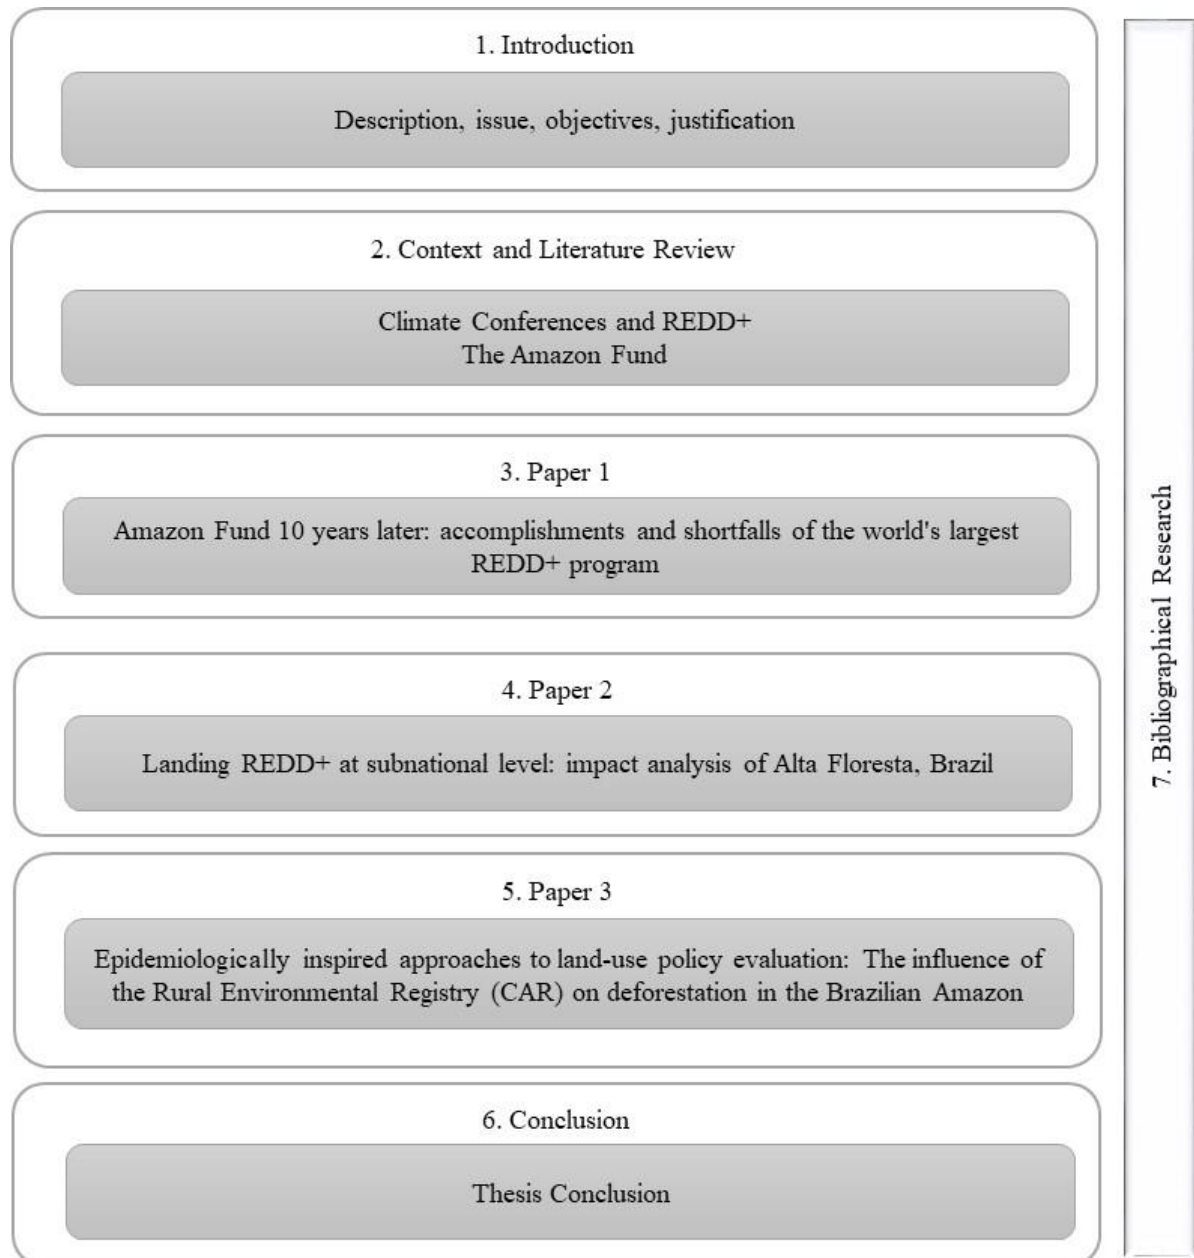 1. Introduction
Description, issue, objectives, justification
2. Context and Literature Review
Climate Conferences and REDD+
The Amazon Fund
3. Paper 1
Amazon Fund 10 years later: accomplishments and shortfalls of the world's largest
REDD+ program
4. Paper 2
Landing REDD+ at subnational level: impact analysis of Alta Floresta, Brazil
5. Paper 3
Epidemiologically inspired approaches to land-use policy evaluation: The influence of
the Rural Environmental Registry (CAR) on deforestation in the Brazilian Amazon
6. Conclusion
Thesis Conclusion
7. Bibliographical Research